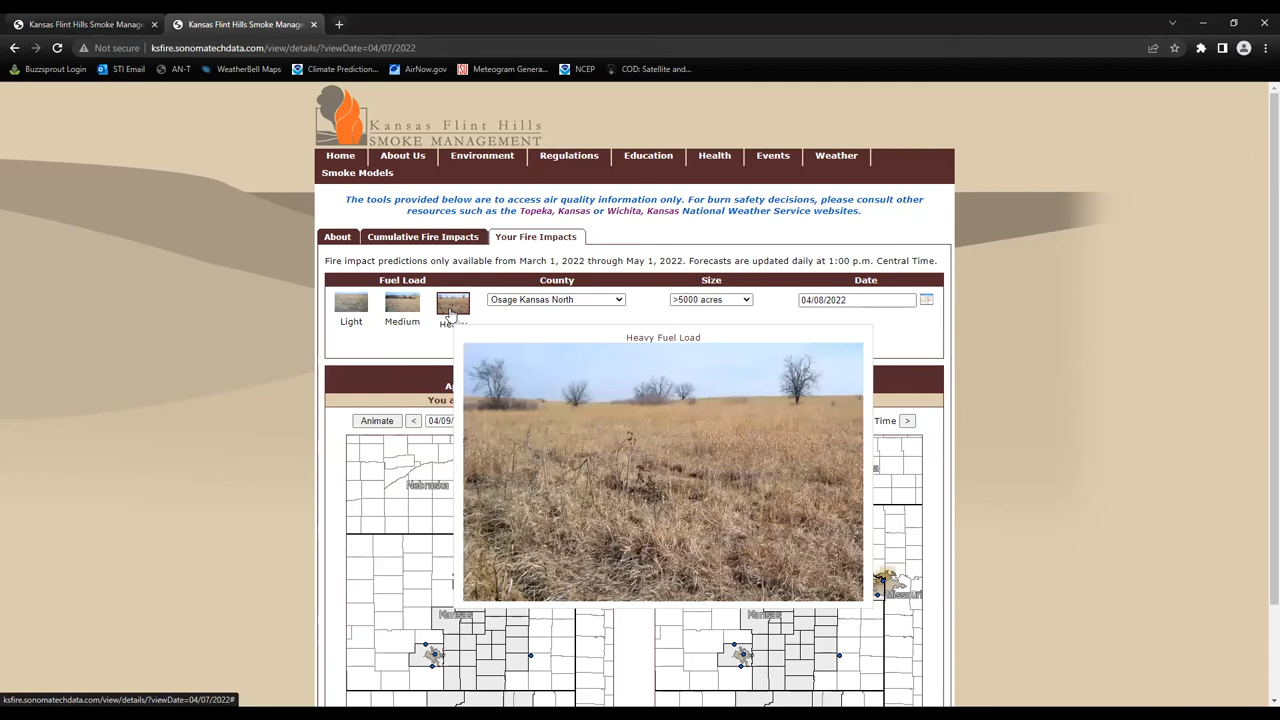 Kansas Flint Hills Smoke Manage
Kansas Flint Hills Smoke Manage
Not secure
ksfire.sonomatechdata.com/view/details/?viewDate=04/07/2022
Buzzsprout Login
STI Email
AN-T
WeatherBell Maps
Climate Prediction...
AirNow.gov
Meteogram Genera...
NCEP
COD: Satellite and...
Kansas Flint Hills
SMOKE MANAGEMENT
Home
About Us
Environment
Regulations
Education
Health
Events
Weather
Smoke Models
The tools provided below are to access air quality information only. For burn safety decisions, please consult other
resources such as the Topeka, Kansas or Wichita, Kansas National Weather Service websites.
About
Cumulative Fire Impacts
Your Fire Impacts
Fire impact predictions only available from March 1, 2022 through May 1, 2022. Forecasts are updated daily at 1:00 p.m. Central Time.
Fuel Load
County
Size
Date
Osage Kansas North
>5000 acres
04/08/2022
Light
Medium
Heavy
Heavy Fuel Load
You a
Animate
<
04/09/
Time
>
Nebraska
Missouri
Kansas
Kansas
ksfire.sonomatechdata.com/view/details/?viewDate=04/07/2022#